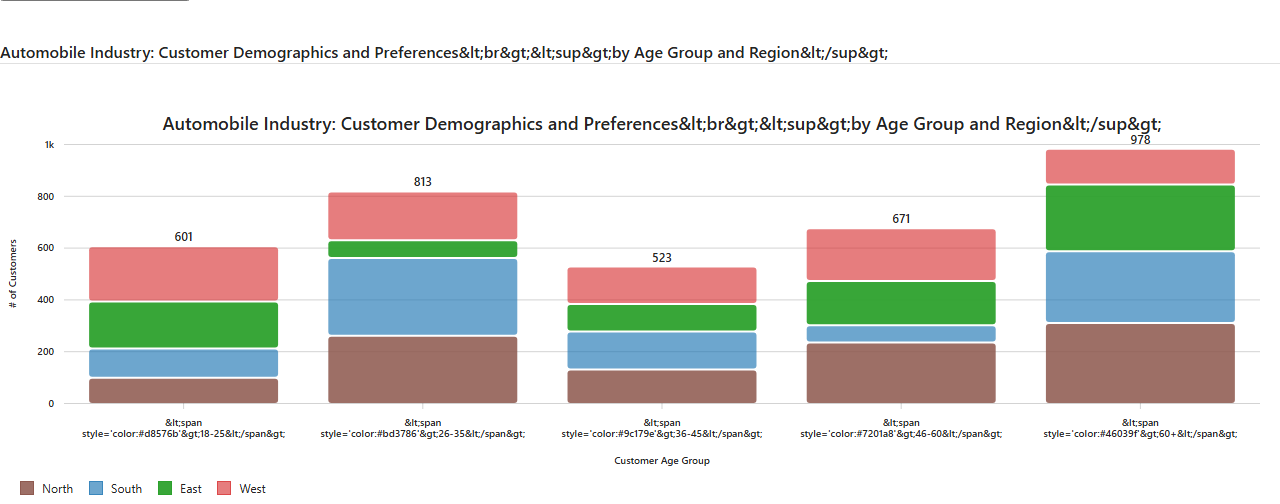 Automobile Industry: Customer Demographics and Preferences&lt;br&gt;&lt;sup&gt;by Age Group and Region&lt;/sup&gt;
Automobile Industry: Customer Demographics and Preferences&lt;br&gt;&lt;sup&gt;by Age Group and Region&lt;/sup&gt;
1k
800
600
400
200
0
# of Customers
601
813
523
671
978
&lt;span
style='color:#d8576b'&gt;18-25&lt;/span&gt;
&lt;span
style='color:#bd3786'&gt;26-35&lt;/span&gt;
&lt;span
style='color:#9c179e'&gt;36-45&lt;/span&gt;
&lt;span
style='color:#7201a8'&gt;46-60&lt;/span&gt;
&lt;span
style='color:#46039f'&gt;60+&lt;/span&gt;
Customer Age Group
North South East West